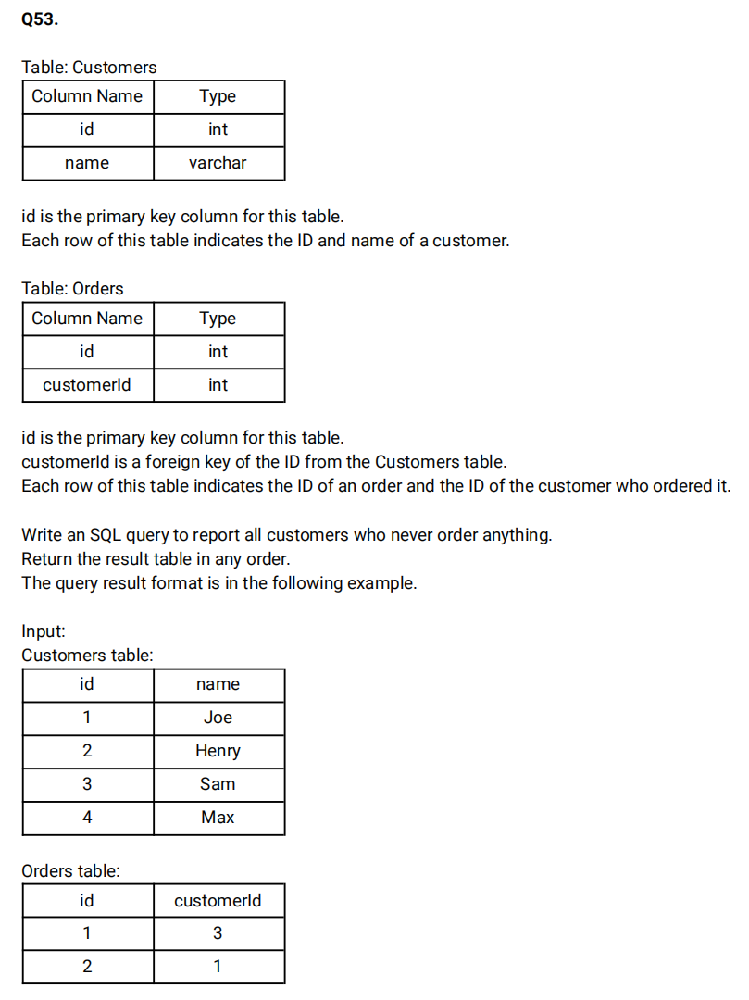 Q53.
Table: Customers
Column Name Type
id int
name varchar
id is the primary key column for this table.
Each row of this table indicates the ID and name of a customer.
Table: Orders
Column Name Type
id int
customerId int
id is the primary key column for this table.
customerId is a foreign key of the ID from the Customers table.
Each row of this table indicates the ID of an order and the ID of the customer who ordered it.
Write an SQL query to report all customers who never order anything.
Return the result table in any order.
The query result format is in the following example.
Input:
Customers table:
id name
1 Joe
2 Henry
3 Sam
4 Max
Orders table:
id customerId
1 3
2 1